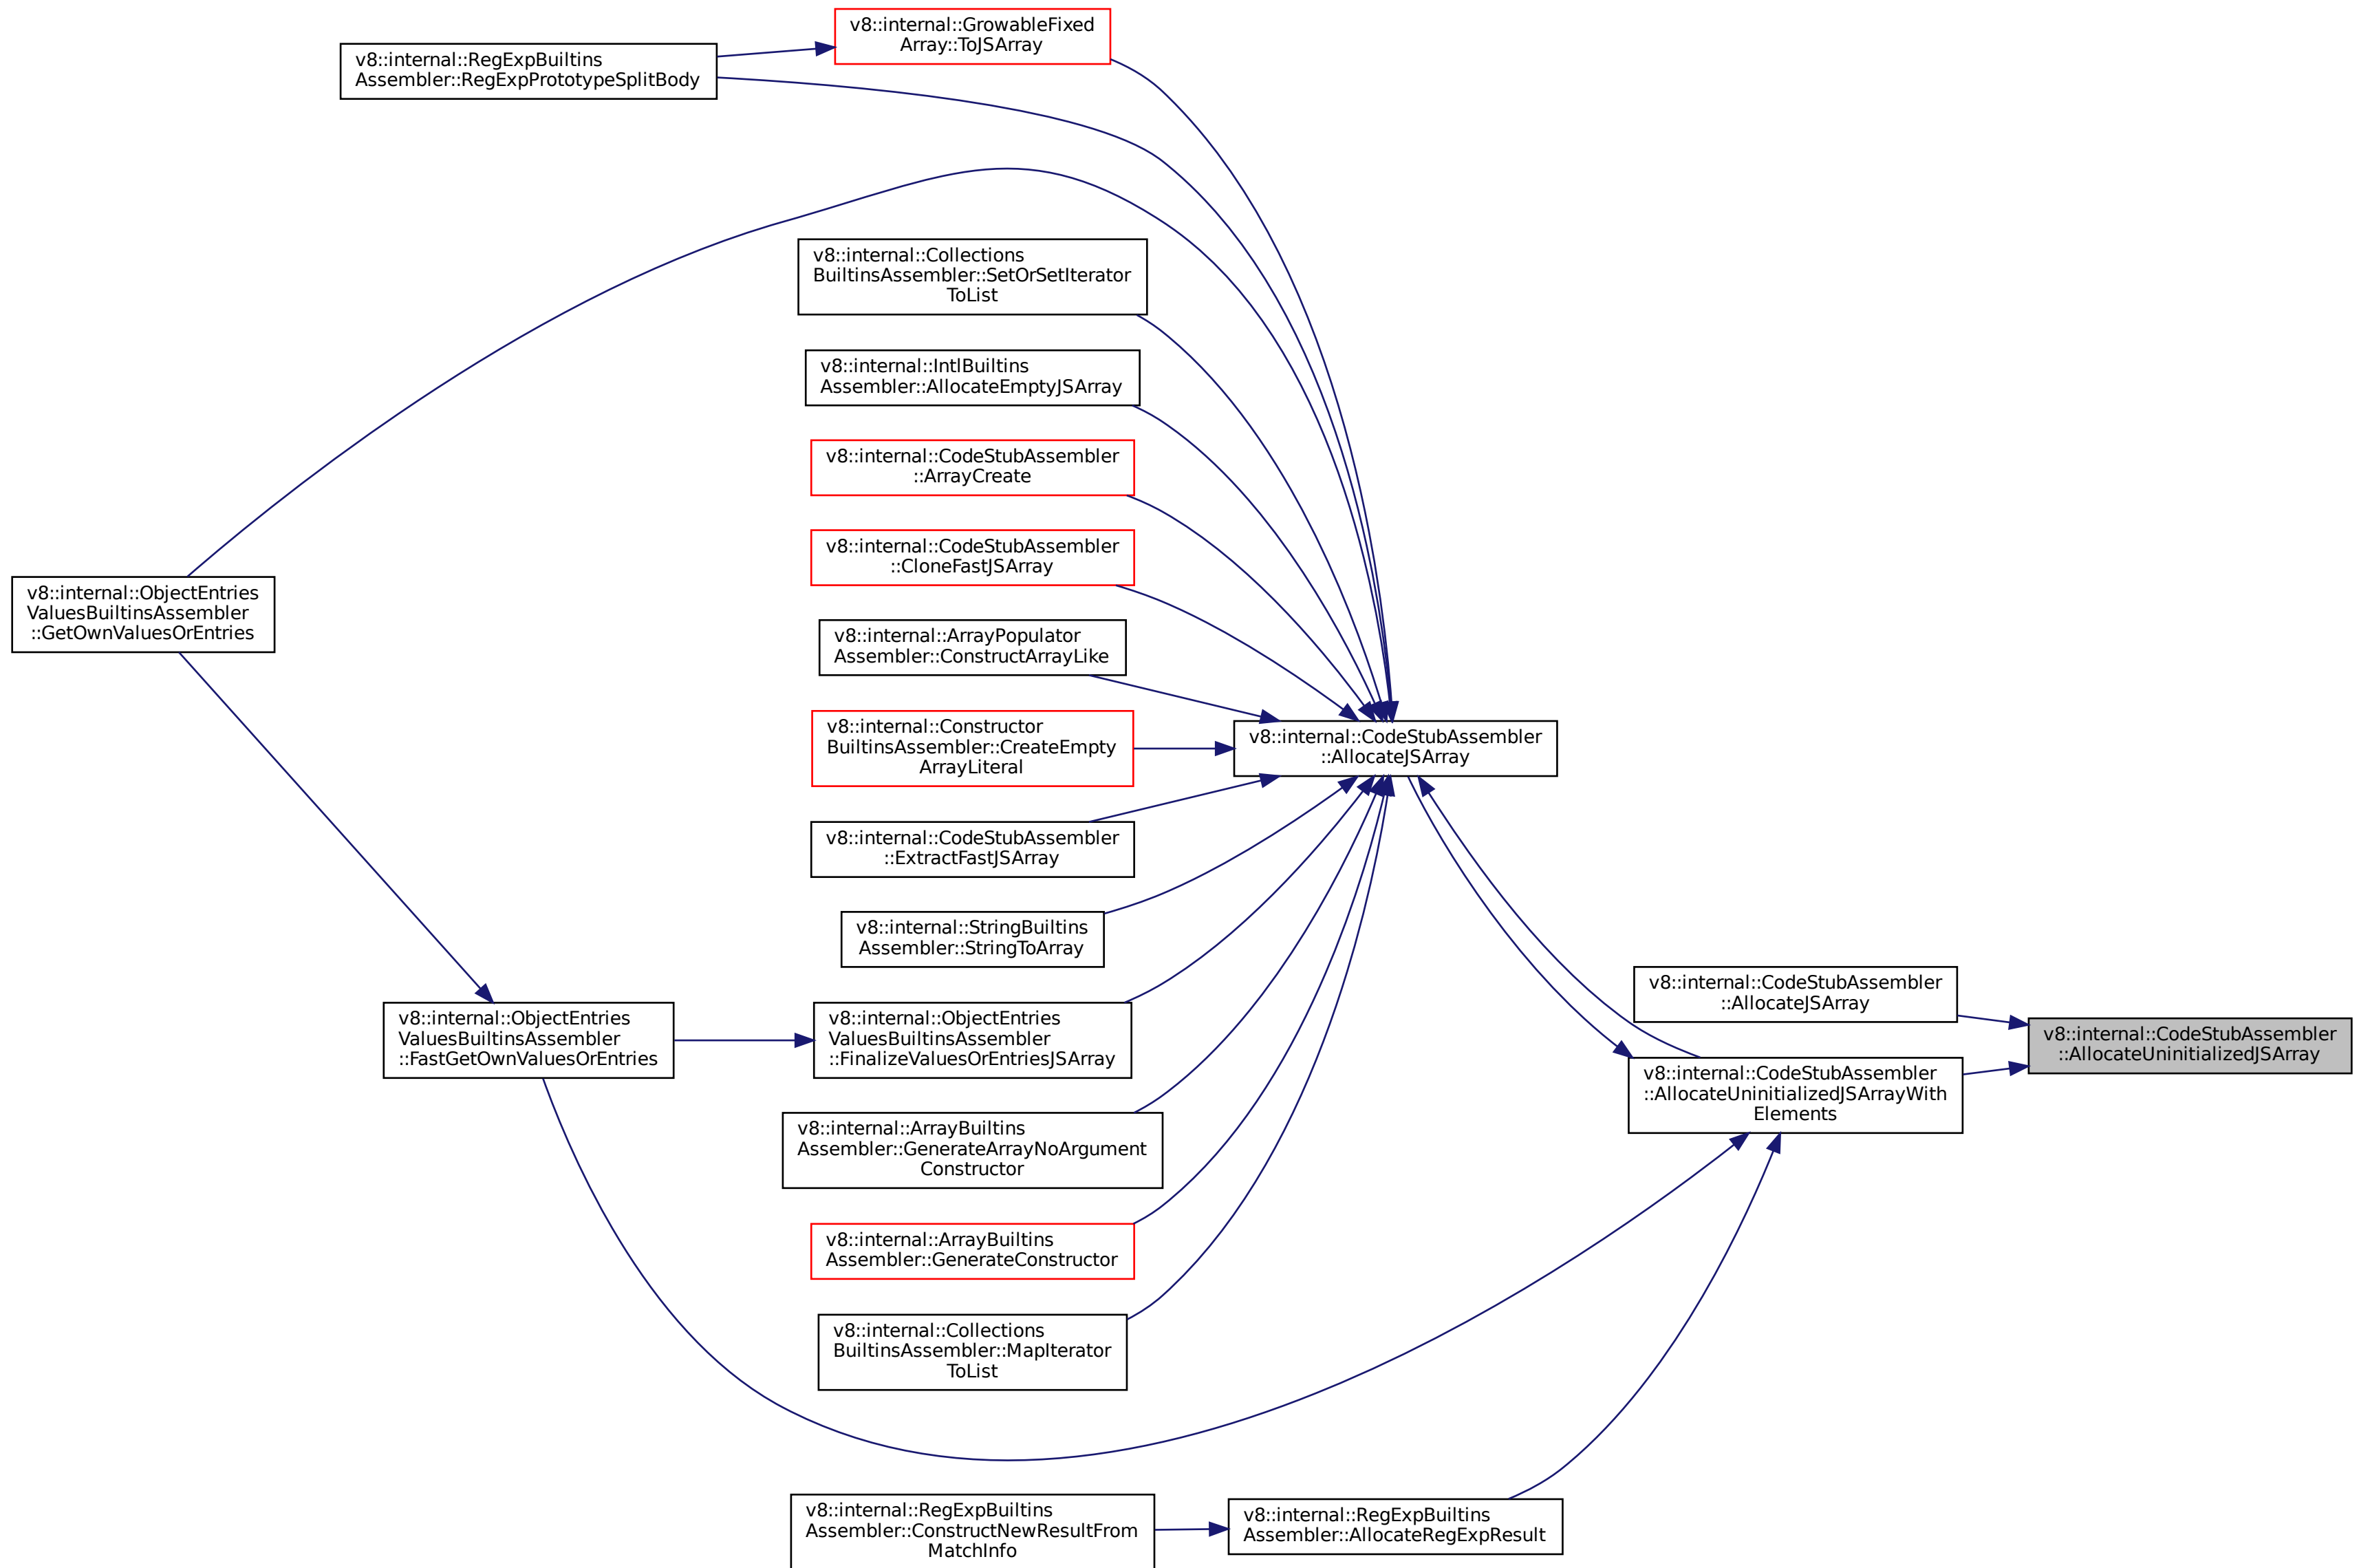 v8::internal::GrowableFixed
Array::ToJSArray
v8::internal::RegExpBuiltins
Assembler::RegExpPrototypeSplitBody
v8::internal::Collections
BuiltinsAssembler::SetOrSetIterator
ToList
v8::internal::IntlBuiltins
Assembler::AllocateEmptyJSArray
v8::internal::CodeStubAssembler
::ArrayCreate
v8::internal::CodeStubAssembler
::CloneFastJSArray
v8::internal::ObjectEntries
ValuesBuiltinsAssembler
::GetOwnValuesOrEntries
v8::internal::ArrayPopulator
Assembler::ConstructArrayLike
v8::internal::Constructor
BuiltinsAssembler::CreateEmpty
ArrayLiteral
v8::internal::CodeStubAssembler
::AllocateJSArray
v8::internal::CodeStubAssembler
::ExtractFastJSArray
v8::internal::StringBuiltins
Assembler::StringToArray
v8::internal::CodeStubAssembler
::AllocateJSArray
v8::internal::CodeStubAssembler
::AllocateUninitializedJSArray
v8::internal::ObjectEntries
ValuesBuiltinsAssembler
::FastGetOwnValuesOrEntries
v8::internal::ObjectEntries
ValuesBuiltinsAssembler
::FinalizeValuesOrEntriesJSArray
v8::internal::CodeStubAssembler
::AllocateUninitializedJSArrayWith
Elements
v8::internal::ArrayBuiltins
Assembler::GenerateArrayNoArgument
Constructor
v8::internal::ArrayBuiltins
Assembler::GenerateConstructor
v8::internal::Collections
BuiltinsAssembler::MapIterator
ToList
v8::internal::RegExpBuiltins
Assembler::ConstructNewResultFrom
MatchInfo
v8::internal::RegExpBuiltins
Assembler::AllocateRegExpResult